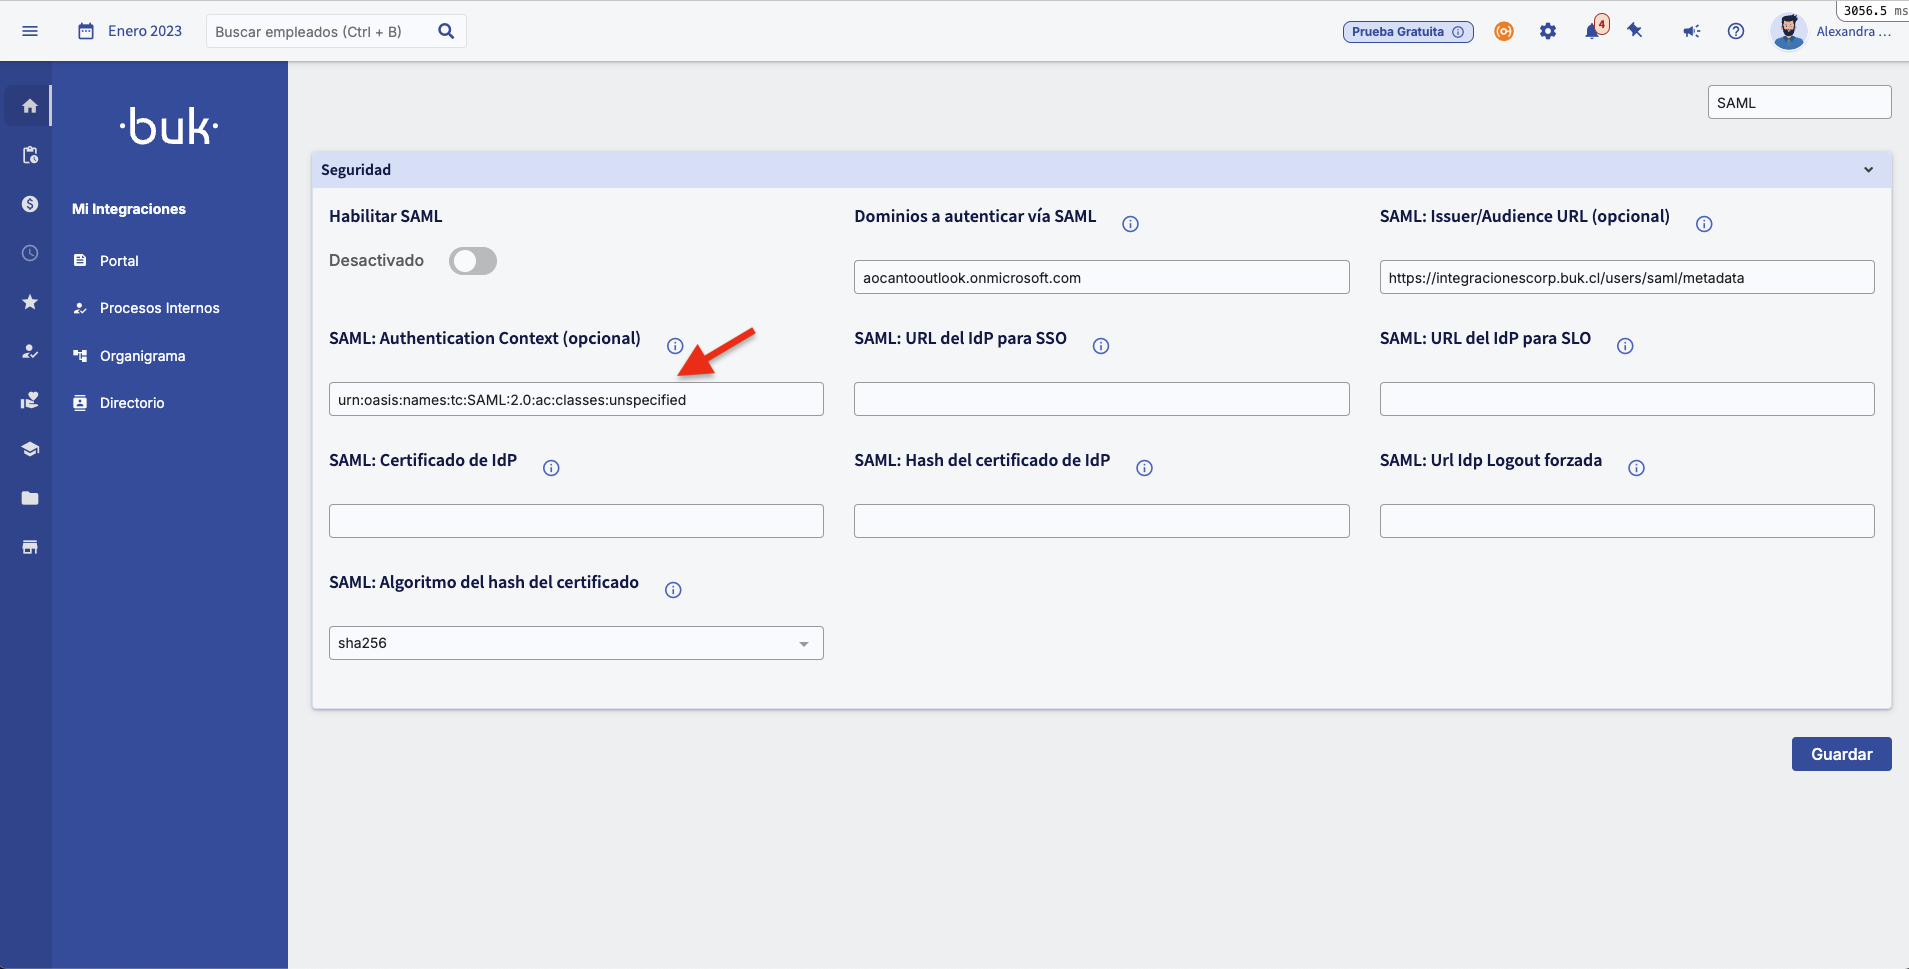 3056.5 ms
Enero 2023
Buscar empleados (Ctrl + B)
Prueba Gratuita
4
Alexandra ...
·buk·
Mi Integraciones
Portal
Procesos Internos
Organigrama
Directorio
SAML
Seguridad
Habilitar SAML
Desactivado
Dominios a autenticar vía SAML
aocantooutlook.onmicrosoft.com
SAML: Issuer/Audience URL (opcional)
https://integracionescorp.buk.cl/users/saml/metadata
SAML: Authentication Context (opcional)
urn:oasis:names:tc:SAML:2.0:ac:classes:unspecified
SAML: URL del IdP para SSO
SAML: URL del IdP para SLO
SAML: Certificado de IdP
SAML: Hash del certificado de IdP
SAML: Url Idp Logout forzada
SAML: Algoritmo del hash del certificado
sha256
Guardar